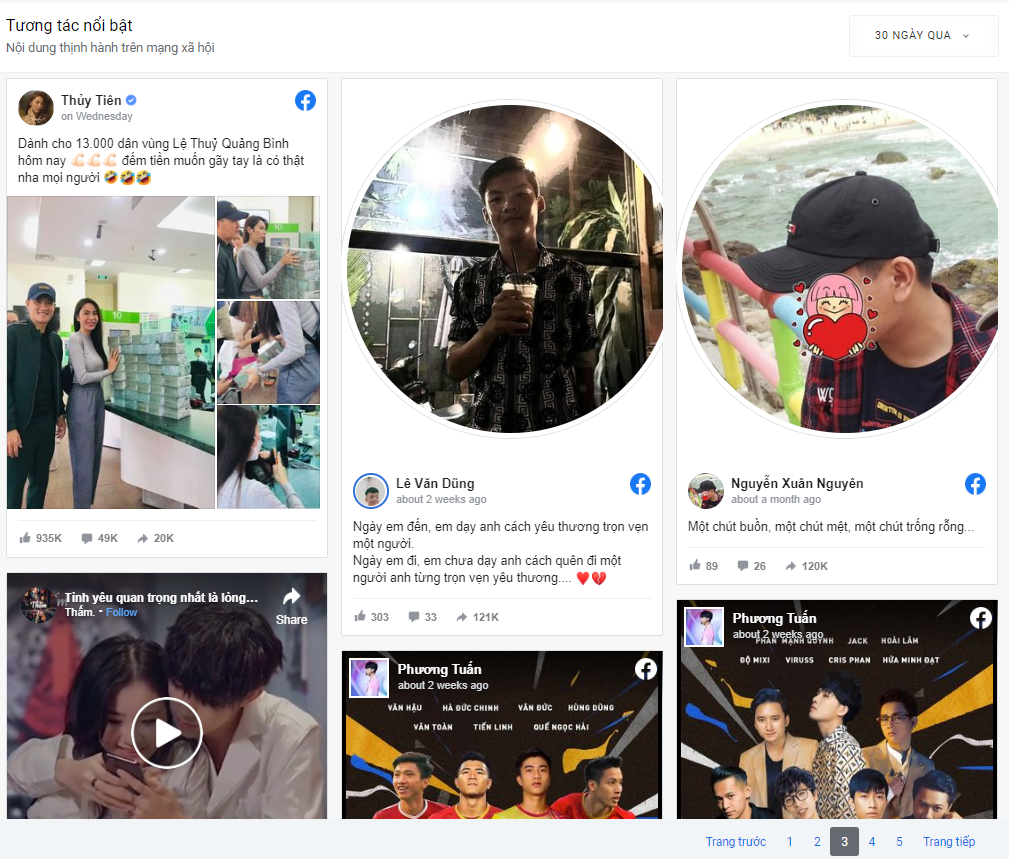 Tương tác nổi bật
Nội dung thịnh hành trên mạng xã hội
30 NGÀY QUA
Thủy Tiên
on Wednesday
Dành cho 13.000 dân vùng Lệ Thuỷ Quảng Bình
hôm nay 💪🏻💪🏻💪🏻 đếm tiền muốn gãy tay là có thật
nha mọi người 🤣🤣🤣
10
935K 49K 20K
Tình yêu quan trọng nhất là lòng...
Thấm. - Follow
Share
Thấm
Lê Văn Dũng
about 2 weeks ago
Ngày em đến, em dạy anh cách yêu thương trọn vẹn
một người.
Ngày em đi, em chưa dạy anh cách quên đi một
người anh từng trọn vẹn yêu thương.... ❤️💔
303 33 121K
Phương Tuấn
about 2 weeks ago
VĂN HẬU HÀ ĐỨC CHINH VĂN ĐỨC HÙNG DŨNG
VĂN TOÀN TIẾN LINH QUẾ NGỌC HẢI
Nguyễn Xuân Nguyên
about a month ago
Một chút buồn, một chút mệt, một chút trống rỗng...
89 26 120K
Phương Tuấn
about 2 weeks ago
PHAN MẠNH QUỲNH JACK HOÀI LÂM
ĐỘ MIXI VIRUSS CRIS PHAN HỨA MINH ĐẠT
Trang trước 1 2 3 4 5 Trang tiếp